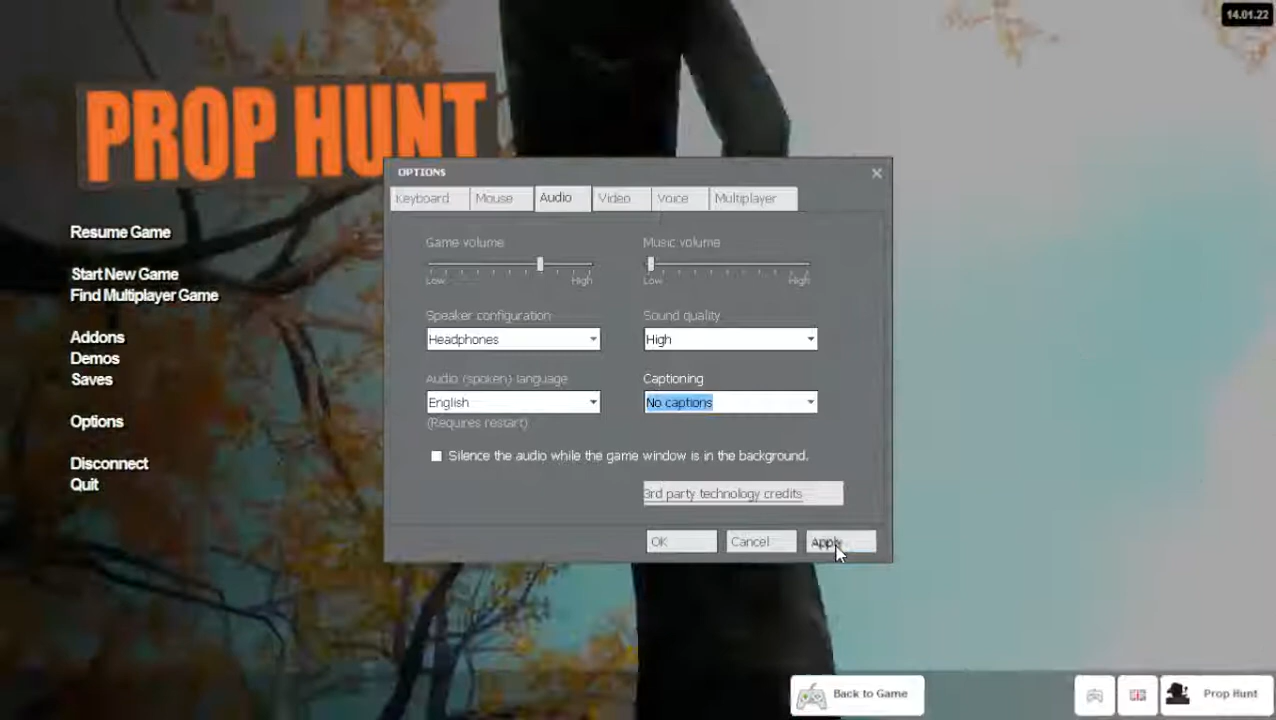 14.01.22
PROP HUNT
Resume Game
Start New Game
Find Multiplayer Game
Addons
Demos
Saves
Options
Disconnect
Quit
OPTIONS
Keyboard Mouse Audio Video Voice Multiplayer
Game volume Music volume
Low High Low High
Speaker configuration Sound quality
Headphones High
Audio (spoken) language Captioning
English No captions
(Requires restart)
Silence the audio while the game window is in the background.
3rd party technology credits
OK Cancel Apply
Back to Game Prop Hunt